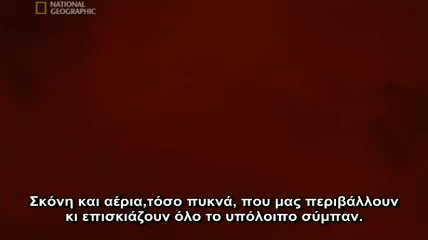 NATIONAL
GEOGRAPHIC
Σκόνη και αέρια,τόσο πυκνά, που μας περιβάλλουν
κι επισκιάζουν όλο το υπόλοιπο σύμπαν.